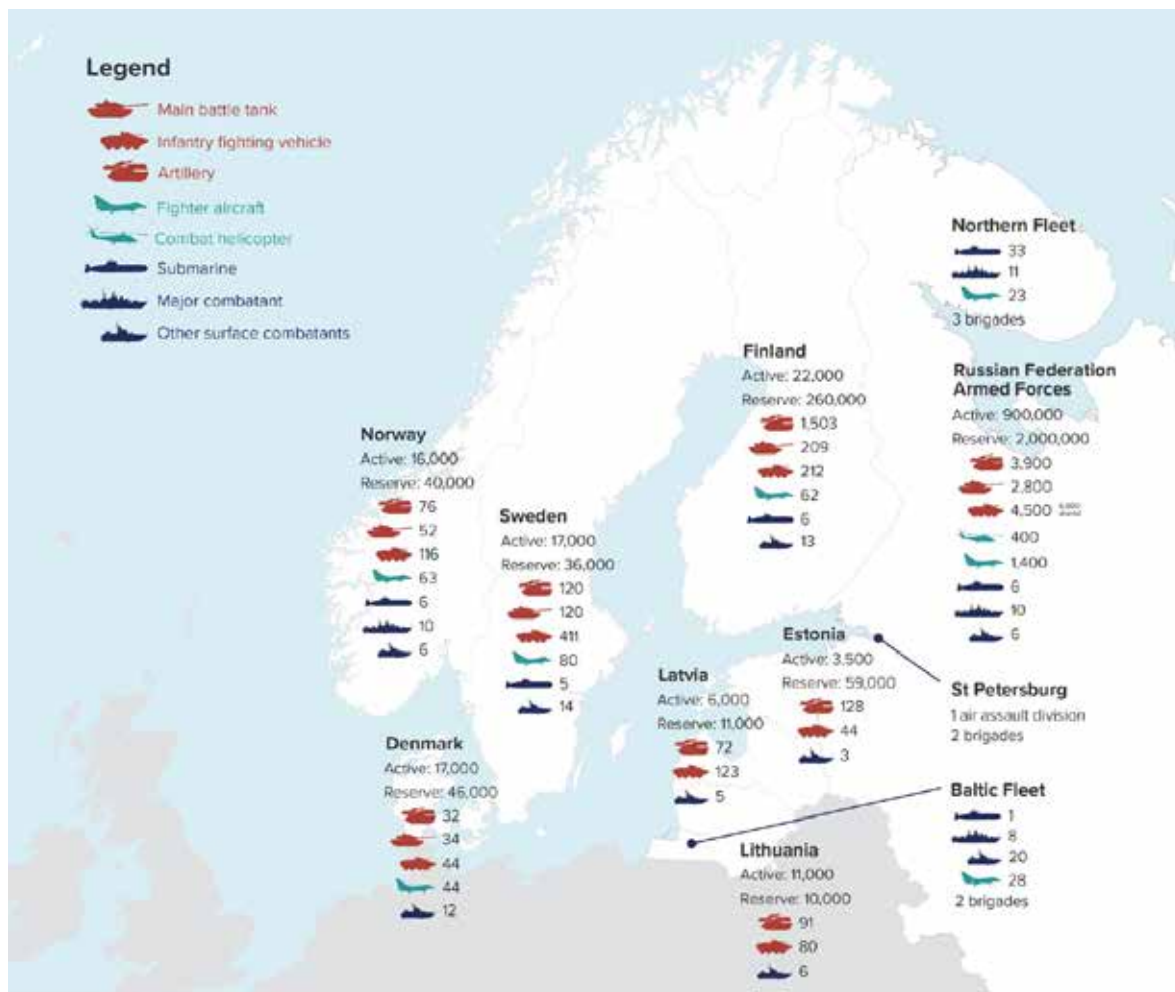 Legend
Main battle tank
Infantry fighting vehicle
Artillery
Fighter aircraft
Combat helicopter
Submarine
Major combatant
Other surface combatants
Northern Fleet
33
11
23
3 brigades
Finland
Active: 22,000
Reserve: 260,000
1,503
209
212
62
6
13
Russian Federation
Armed Forces
Active: 900,000
Reserve: 2,000,000
3,900
2,800
4,500
400
1,400
6
10
6
Norway
Active: 16,000
Reserve: 40,000
76
52
116
63
6
10
6
Sweden
Active: 17,000
Reserve: 36,000
120
120
411
80
5
14
Estonia
Active: 3,500
Reserve: 59,000
128
44
3
Latvia
Active: 6,000
Reserve: 11,000
72
123
5
St Petersburg
1 air assault division
2 brigades
Denmark
Active: 17,000
Reserve: 46,000
32
34
44
44
12
Baltic Fleet
1
8
20
28
2 brigades
Lithuania
Active: 11,000
Reserve: 10,000
91
80
6